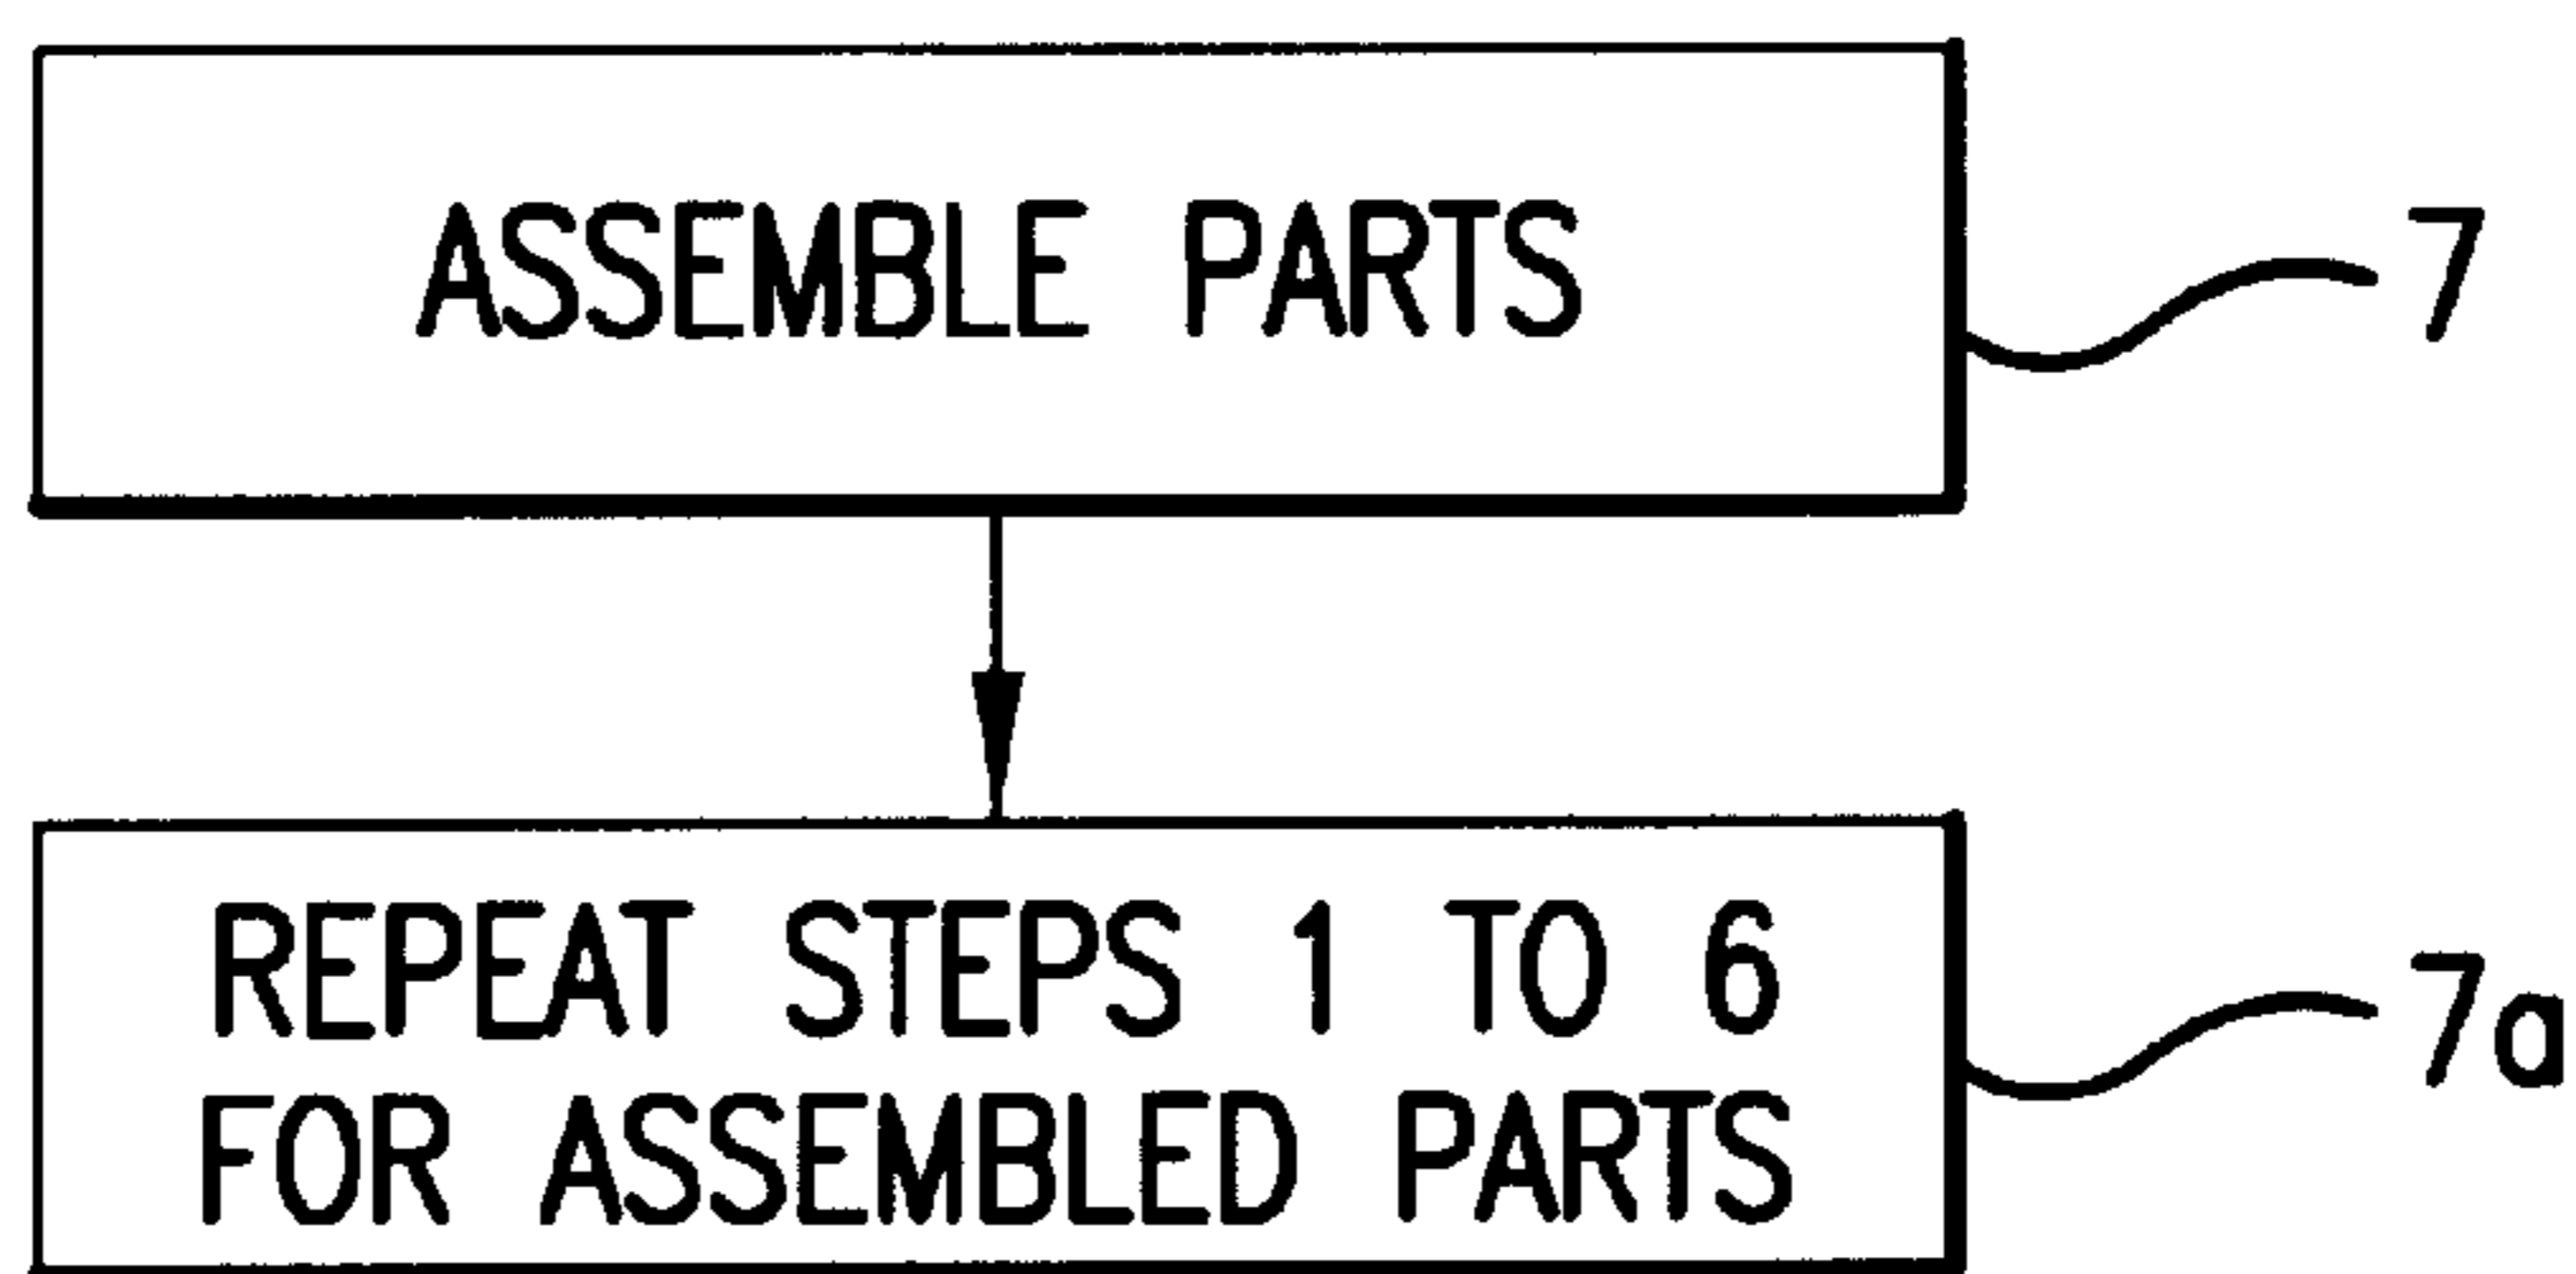 ASSEMBLE PARTS
7
REPEAT STEPS 1 TO 6
FOR ASSEMBLED PARTS
7a